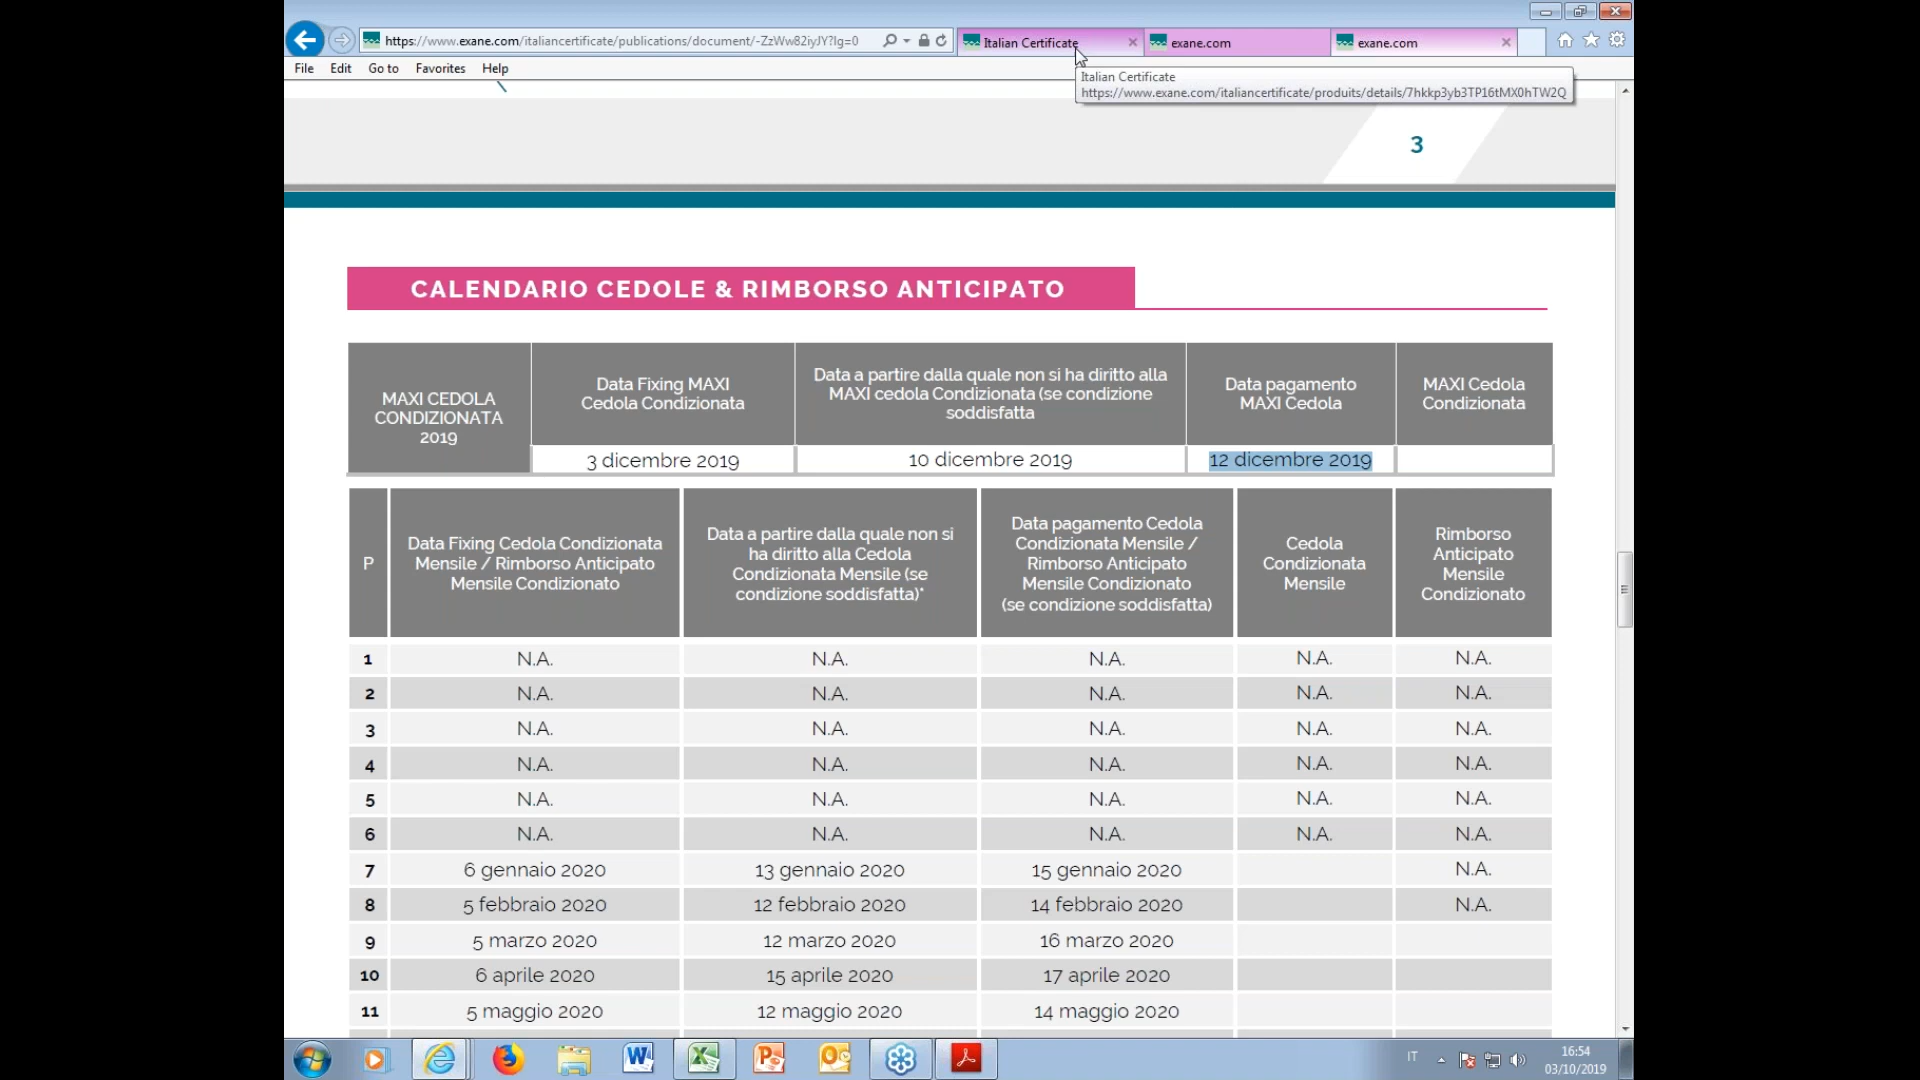 https://www.exane.com/italiancertificate/publications/document/-ZzWw82iyJY?lg=0
Italian Certificate
exane.com
exane.com
File Edit Go to Favorites Help
Italian Certificate
https://www.exane.com/italiancertificate/produits/details/7hkkp3yb3TP16tMX0hTW2Q
3
CALENDARIO CEDOLE & RIMBORSO ANTICIPATO
MAXI CEDOLA
CONDIZIONATA
2019
Data Fixing MAXI
Cedola Condizionata
Data a partire dalla quale non si ha diritto alla
MAXI cedola Condizionata (se condizione
soddisfatta
Data pagamento
MAXI Cedola
MAXI Cedola
Condizionata
3 dicembre 2019 10 dicembre 2019 12 dicembre 2019
P
Data Fixing Cedola Condizionata
Mensile / Rimborso Anticipato
Mensile Condizionato
Data a partire dalla quale non si
ha diritto alla Cedola
Condizionata Mensile (se
condizione soddisfatta)*
Data pagamento Cedola
Condizionata Mensile /
Rimborso Anticipato
Mensile Condizionato
(se condizione soddisfatta)
Cedola
Condizionata
Mensile
Rimborso
Anticipato
Mensile
Condizionato
1 N.A. N.A. N.A. N.A. N.A.
2 N.A. N.A. N.A. N.A. N.A.
3 N.A. N.A. N.A. N.A. N.A.
4 N.A. N.A. N.A. N.A. N.A.
5 N.A. N.A. N.A. N.A. N.A.
6 N.A. N.A. N.A. N.A. N.A.
7 6 gennaio 2020 13 gennaio 2020 15 gennaio 2020 N.A.
8 5 febbraio 2020 12 febbraio 2020 14 febbraio 2020 N.A.
9 5 marzo 2020 12 marzo 2020 16 marzo 2020
10 6 aprile 2020 15 aprile 2020 17 aprile 2020
11 5 maggio 2020 12 maggio 2020 14 maggio 2020
IT
16:54
03/10/2019